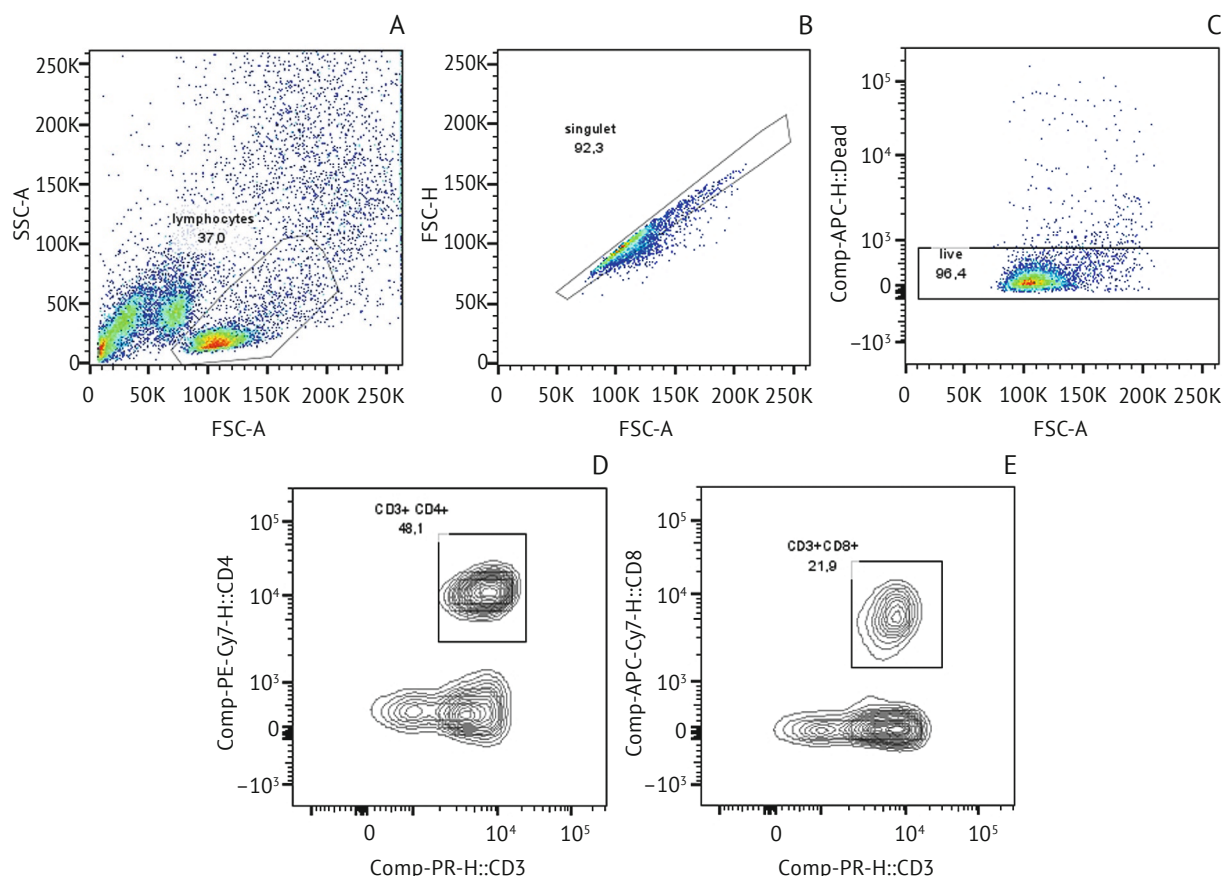 A
250K
200K
150K
100K
50K
0
SSC-A
lymphocytes
37,0
0 50K 100K 150K 200K 250K
FSC-A
B
250K
200K
150K
100K
50K
0
FSC-H
singulet
92,3
50K 100K 150K 200K 250K
FSC-A
C
10⁵
10⁴
10³
0
−10³
Comp-APC-H::Dead
live
96,4
0 50K 100K 150K 200K 250K
FSC-A
D
CD3+ CD4+
48,1
10⁵
10⁴
10³
0
−10³
Comp-PE-Cy7-H::CD4
0 10⁴ 10⁵
Comp-PR-H::CD3
E
CD3+CD8+
21,9
10⁵
10⁴
10³
0
−10³
Comp-APC-Cy7-H::CD8
0 10⁴ 10⁵
Comp-PR-H::CD3